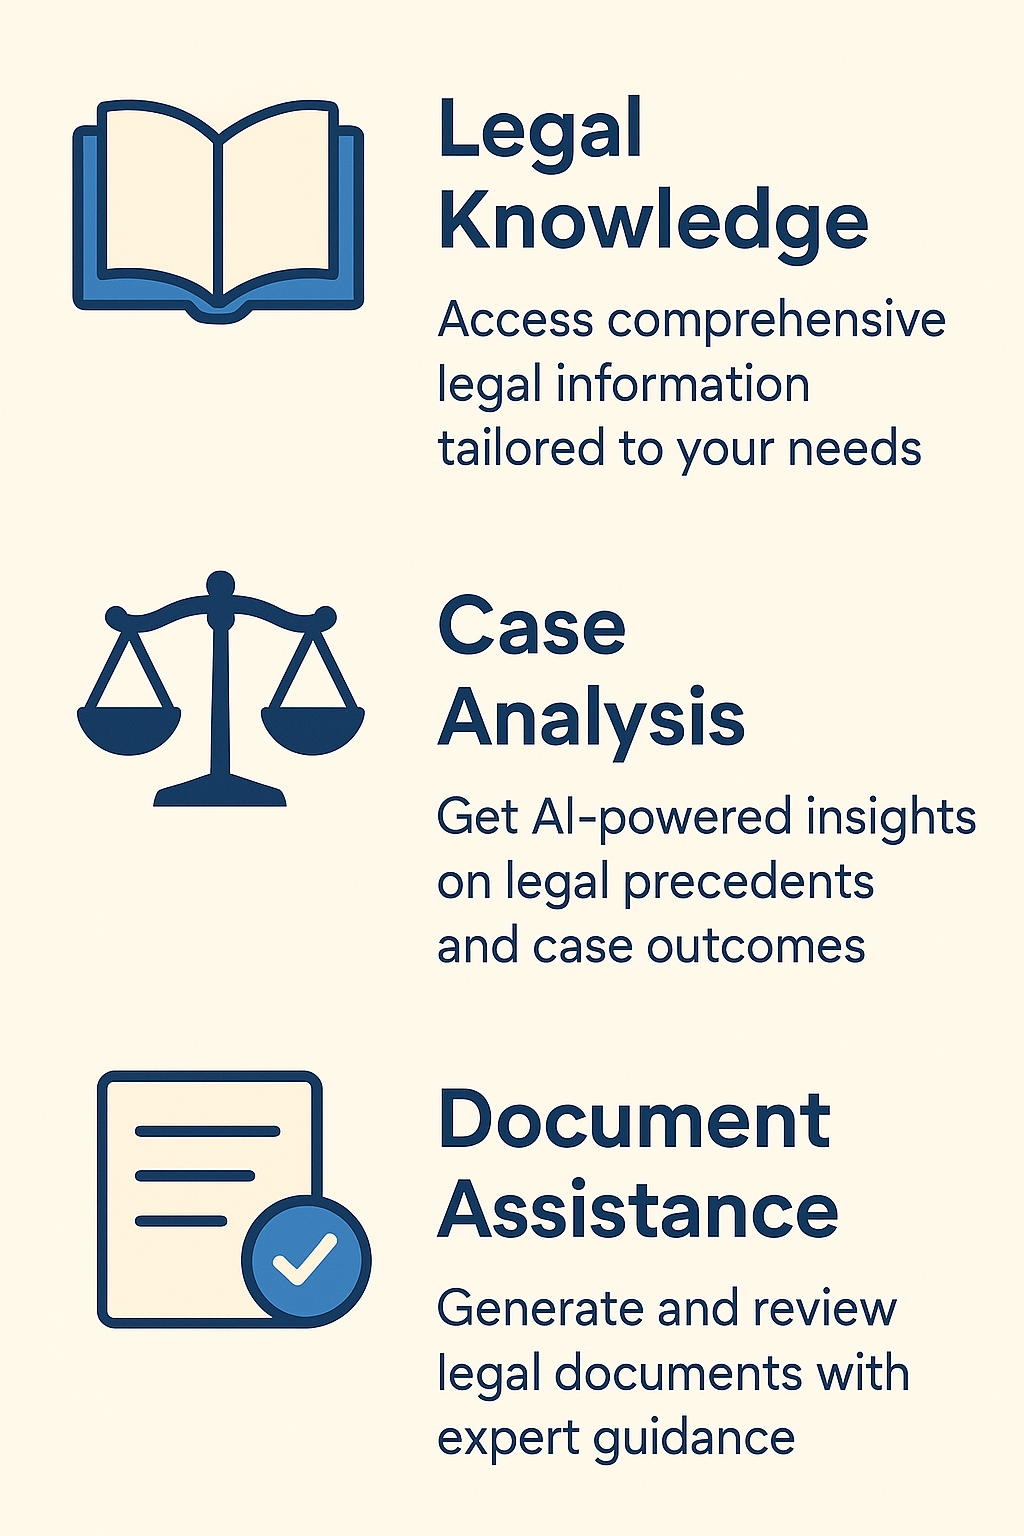 Legal
Knowledge
Access comprehensive
legal information
tailored to your needs
Case
Analysis
Get AI-powered insights
on legal precedents
and case outcomes
Document
Assistance
Generate and review
legal documents with
expert guidance